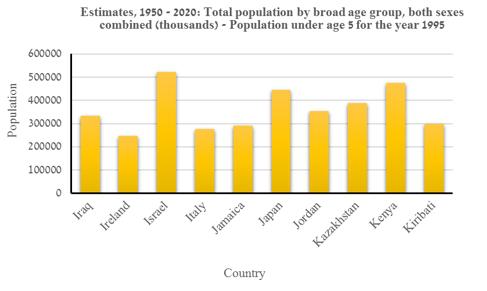 Estimates, 1950 - 2020: Total population by broad age group, both sexes
combined (thousands) - Population under age 5 for the year 1995
600000
500000
400000
300000
200000
100000
0
Population
Iraq
Ireland
Israel
Italy
Jamaica
Japan
Jordan
Kazakhstan
Kenya
Kiribati
Country